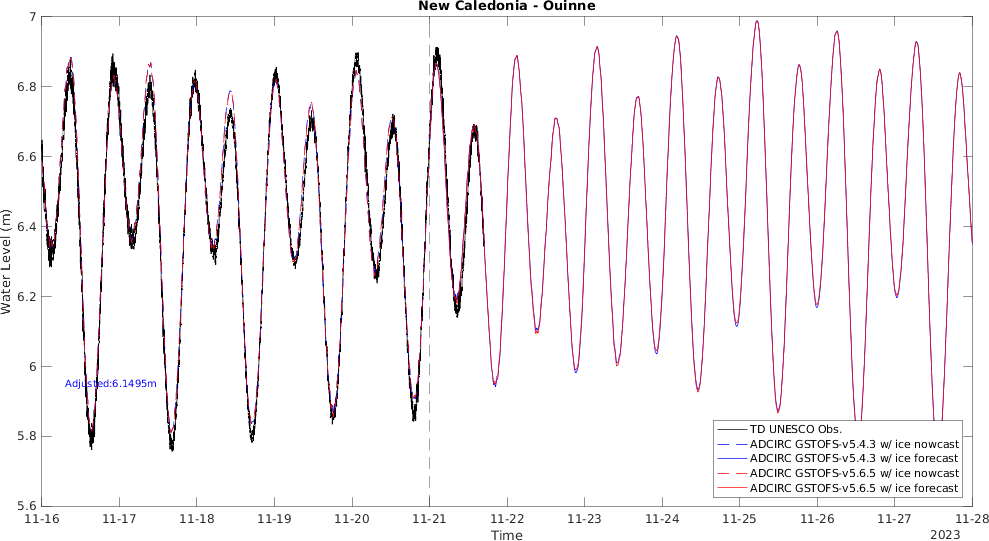 New Caledonia - Ouinne
7
6.8
6.6
6.4
6.2
6
5.8
5.6
Water Level (m)
Adjusted:6.1495m
TD UNESCO Obs.
ADCIRC GSTOFS-v5.4.3 w/ ice nowcast
ADCIRC GSTOFS-v5.4.3 w/ ice forecast
ADCIRC GSTOFS-v5.6.5 w/ ice nowcast
ADCIRC GSTOFS-v5.6.5 w/ ice forecast
11-16 11-17 11-18 11-19 11-20 11-21 11-22 11-23 11-24 11-25 11-26 11-27 11-28
Time
2023